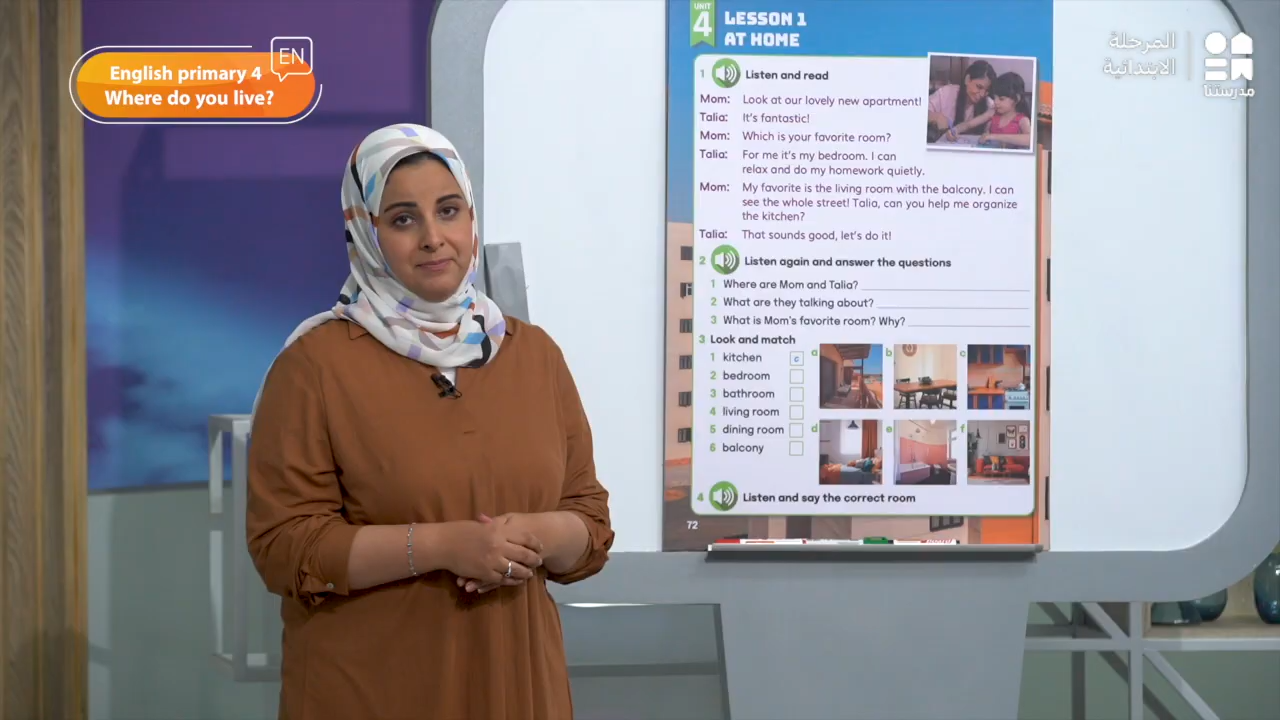 English primary 4
Where do you live?
EN
المرحلة
الابتدائية
مدرستنا
UNIT
4
LESSON 1
AT HOME
1 Listen and read
Mom: Look at our lovely new apartment!
Talia: It's fantastic!
Mom: Which is your favorite room?
Talia: For me it's my bedroom. I can
relax and do my homework quietly.
Mom: My favorite is the living room with the balcony. I can
see the whole street! Talia, can you help me organize
the kitchen?
Talia: That sounds good, let's do it!
2 Listen again and answer the questions
1 Where are Mom and Talia?
2 What are they talking about?
3 What is Mom's favorite room? Why?
3 Look and match
1 kitchen c
2 bedroom
3 bathroom
4 living room
5 dining room
6 balcony
a b c
d e f
4 Listen and say the correct room
72